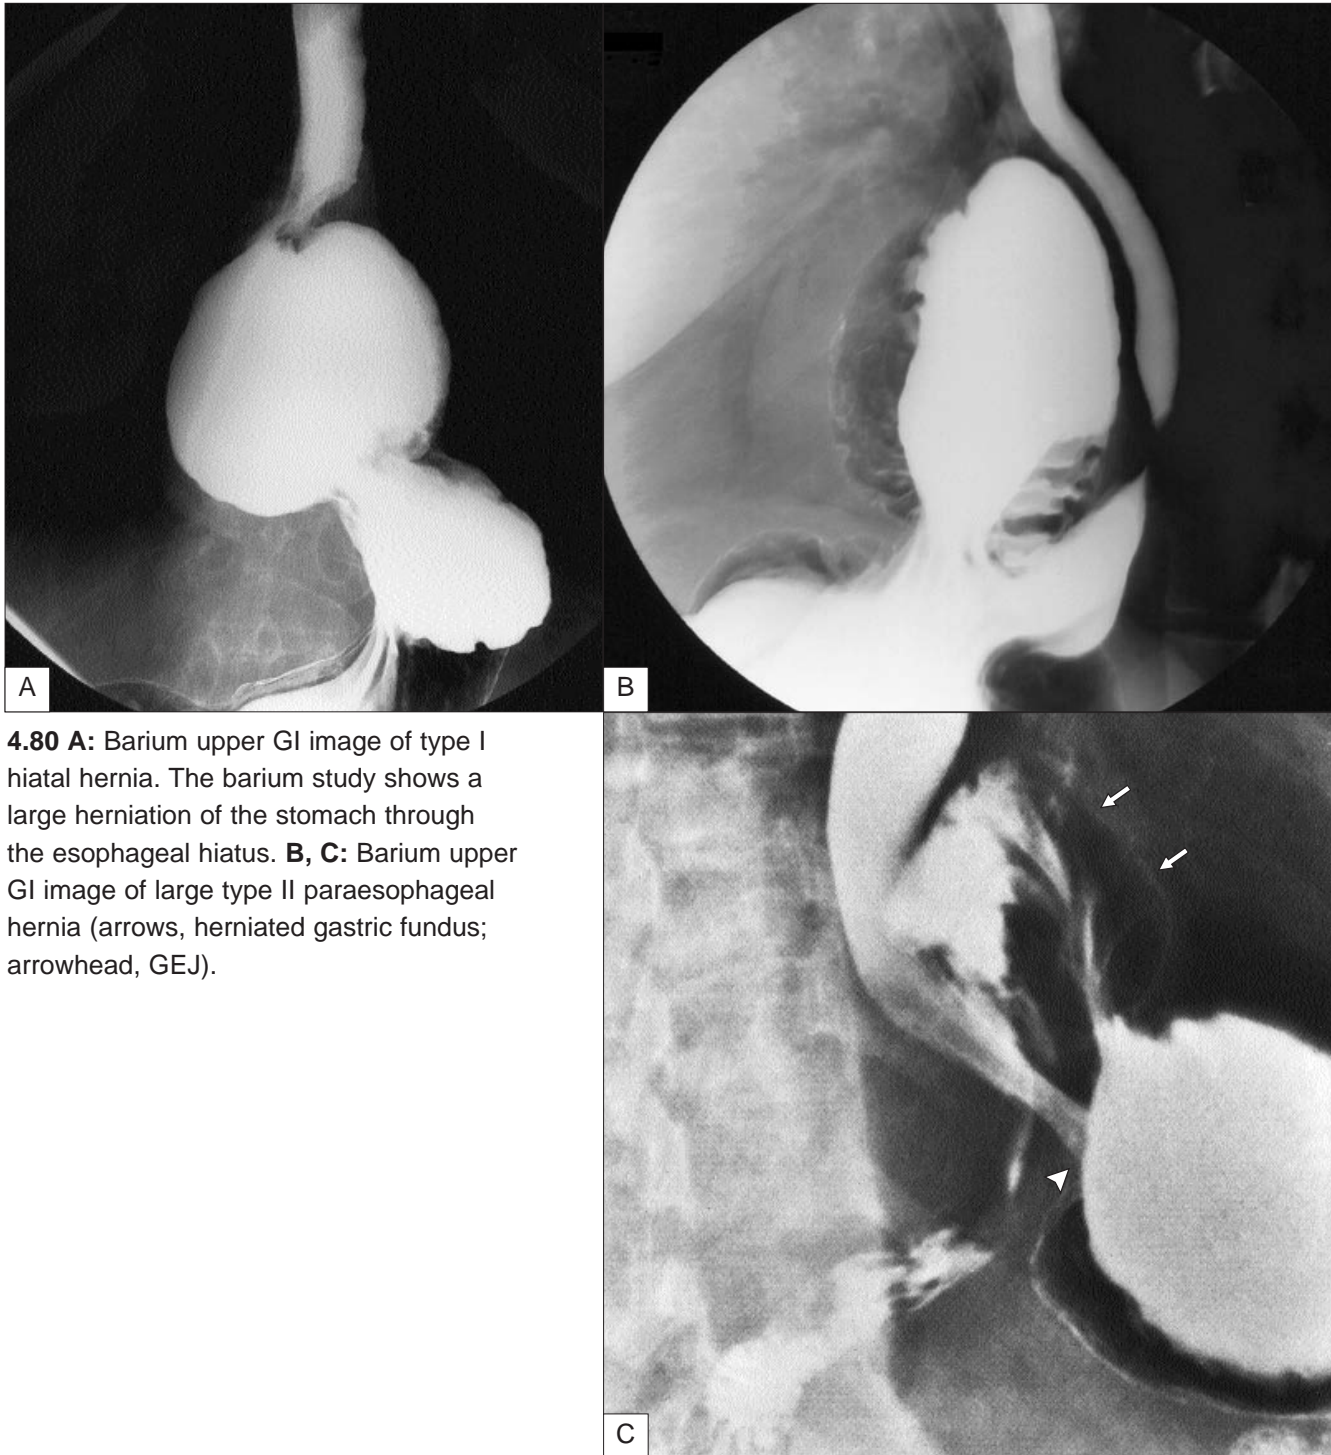 A
B
4.80 A: Barium upper GI image of type I
hiatal hernia. The barium study shows a
large herniation of the stomach through
the esophageal hiatus. B, C: Barium upper
GI image of large type II paraesophageal
hernia (arrows, herniated gastric fundus;
arrowhead, GEJ).
C